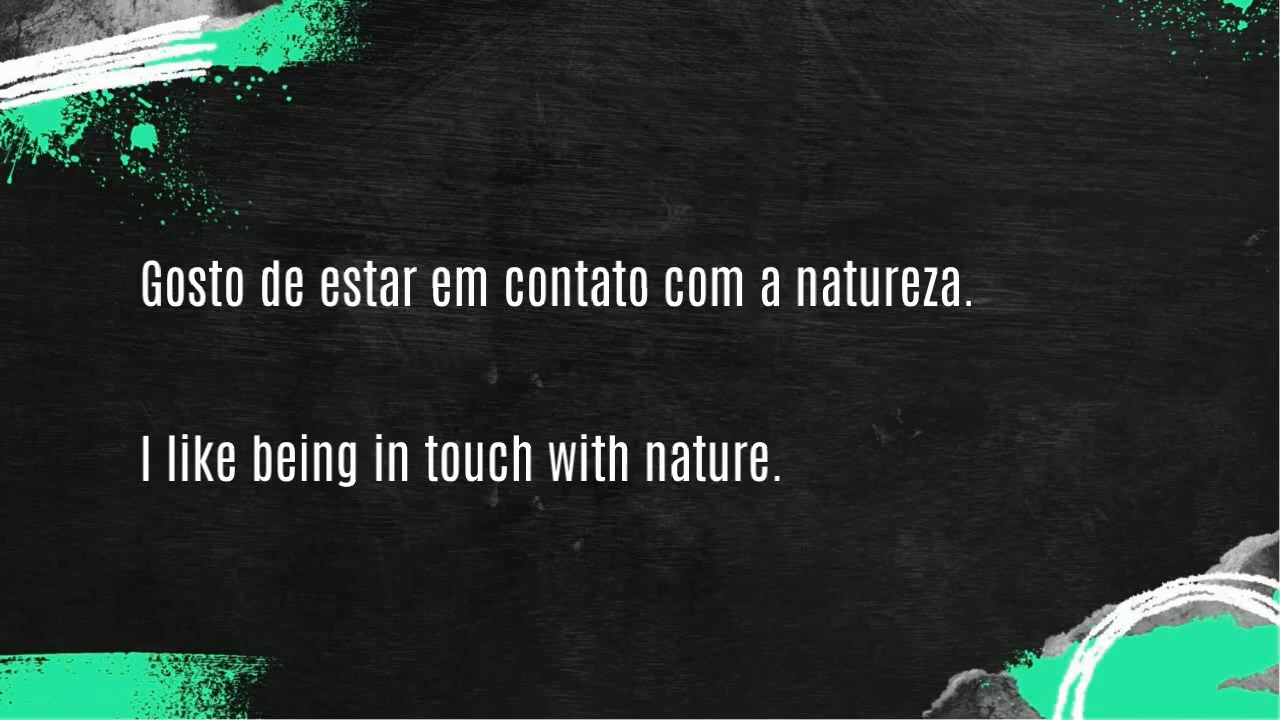 Gosto de estar em contato com a natureza.
I like being in touch with nature.